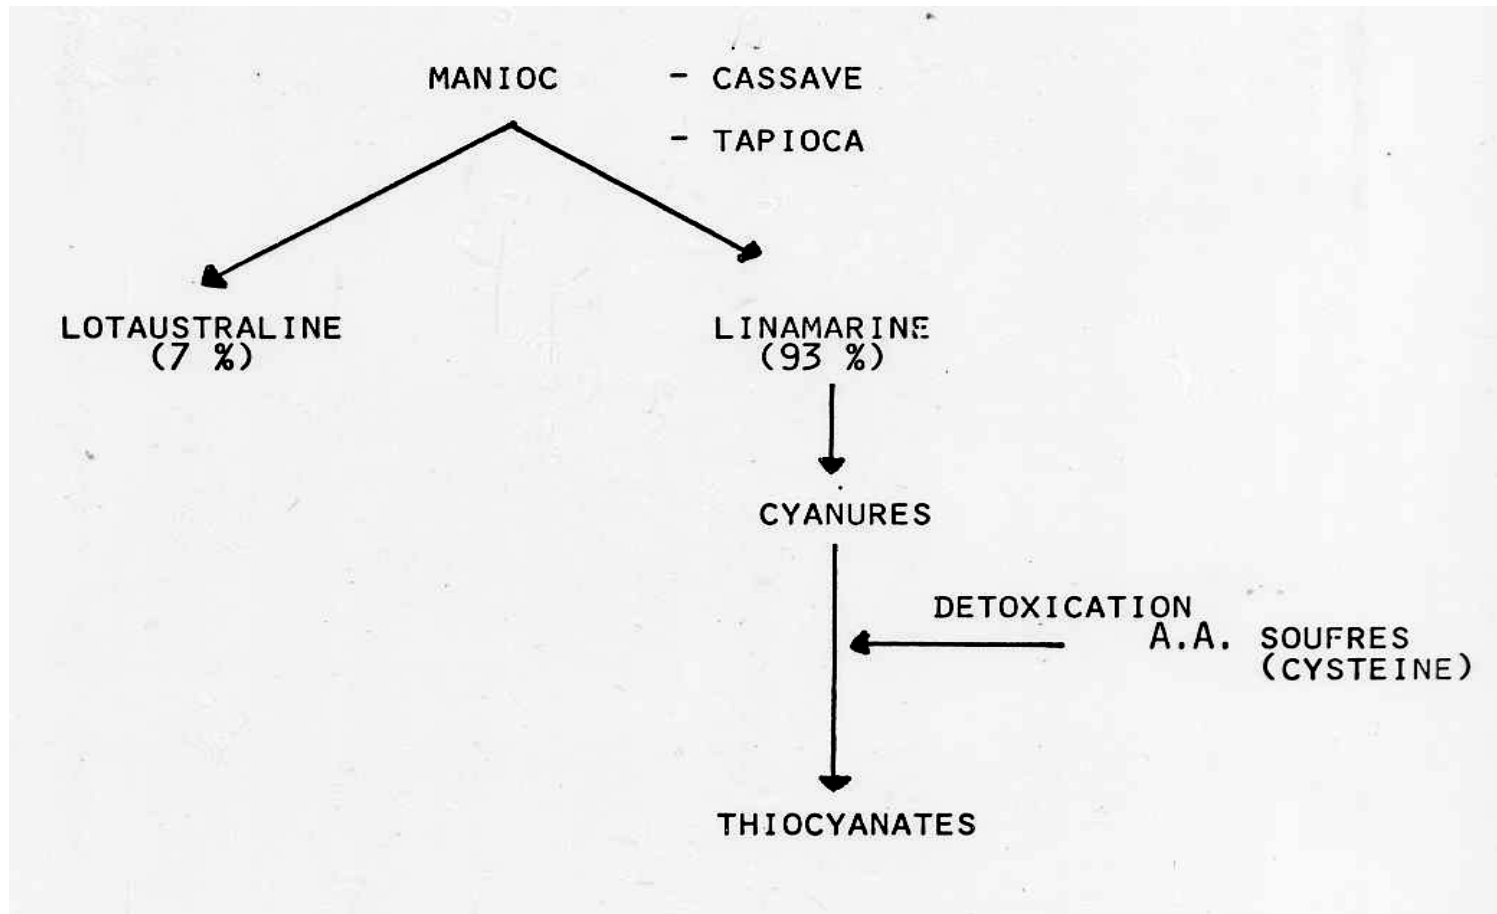 MANIOC - CASSAVE
- TAPIOCA
LOTAUSTRALINE
(7 %)
LINAMARINE
(93 %)
CYANURES
DETOXICATION
A.A. SOUFRES
(CYSTEINE)
THIOCYANATES